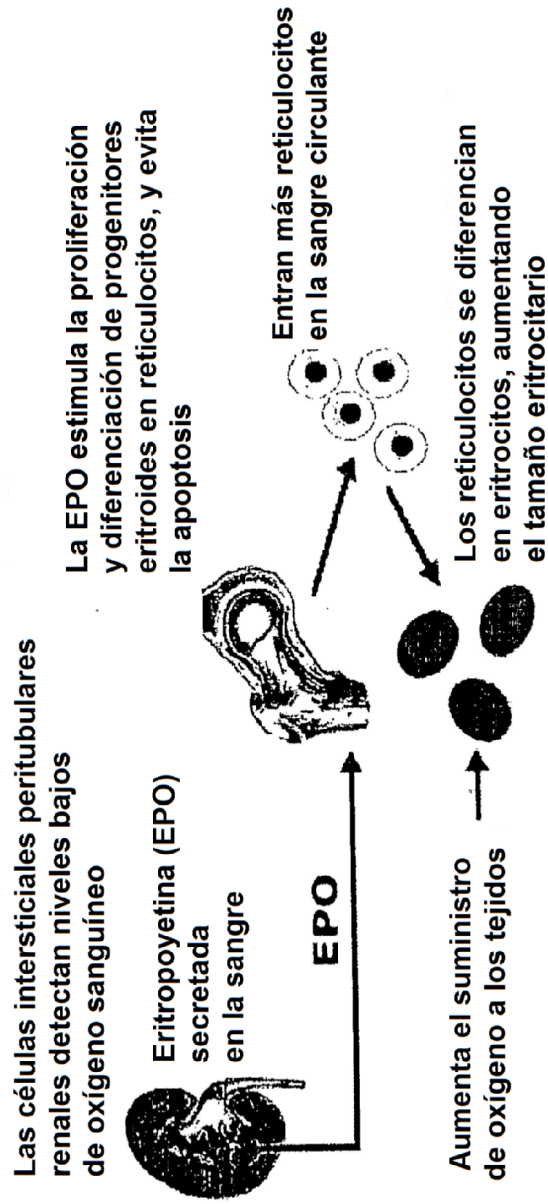 Las células intersticiales peritubulares
renales detectan niveles bajos
de oxígeno sanguíneo
Eritropoyetina (EPO)
secretada
en la sangre
EPO
La EPO estimula la proliferación
y diferenciación de progenitores
eritroides en reticulocitos, y evita
la apoptosis
Entran más reticulocitos
en la sangre circulante
Los reticulocitos se diferencian
en eritrocitos, aumentando
el tamaño eritrocitario
Aumenta el suministro
de oxígeno a los tejidos